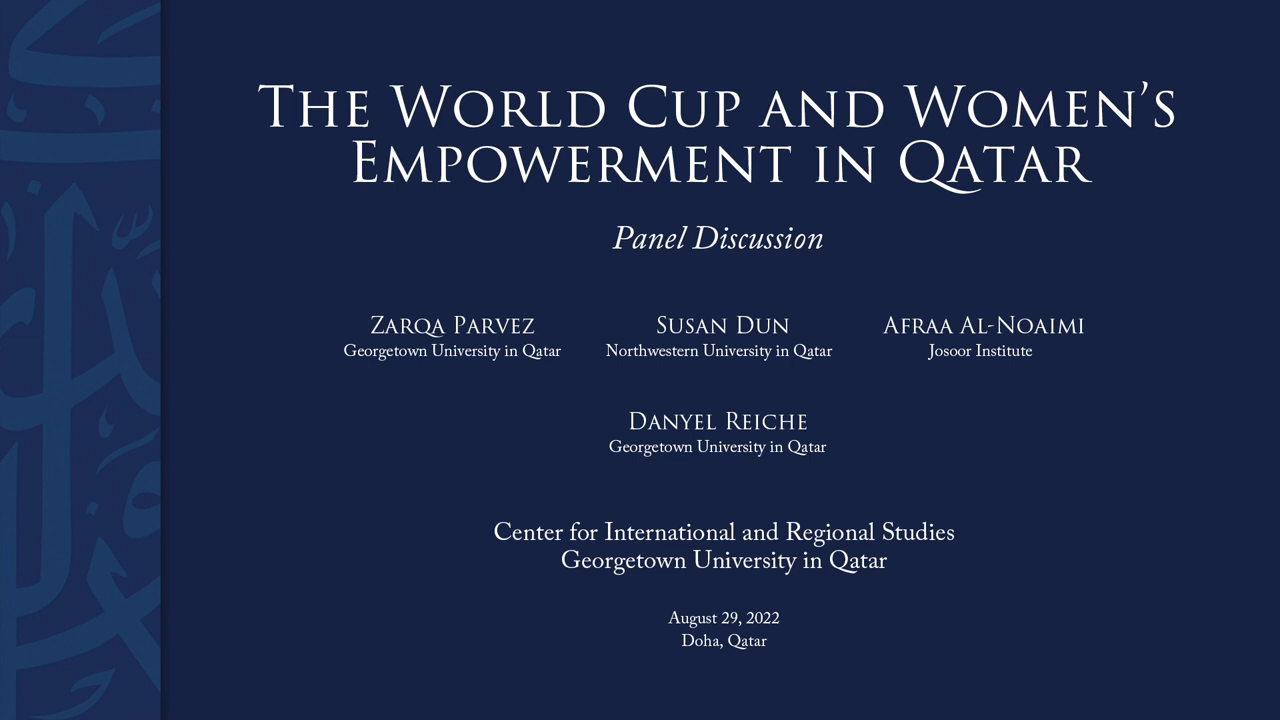 The World Cup and Women's
Empowerment in Qatar
Panel Discussion
Zarqa Parvez Susan Dun Afraa Al-Noaimi
Georgetown University in Qatar Northwestern University in Qatar Josoor Institute
Danyel Reiche
Georgetown University in Qatar
Center for International and Regional Studies
Georgetown University in Qatar
August 29, 2022
Doha, Qatar